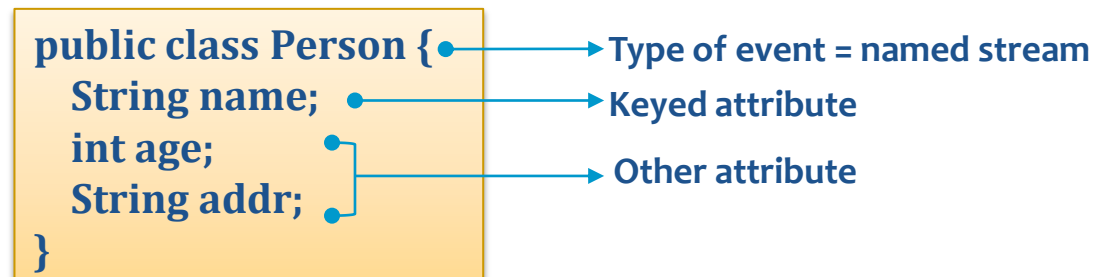 public class Person {
String name;
int age;
String addr;
}
Type of event = named stream
Keyed attribute
Other attribute